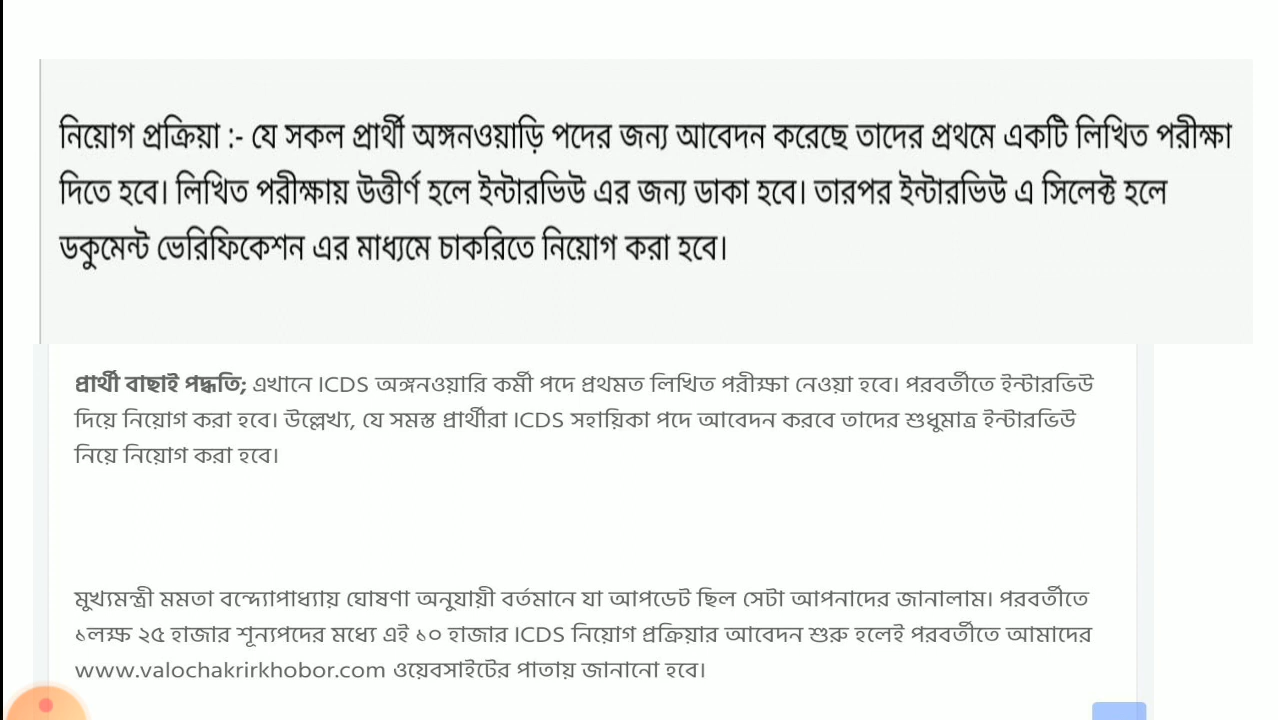 নিয়োগ প্রক্রিয়া :- যে সকল প্রার্থী অঙ্গনওয়াড়ি পদের জন্য আবেদন করেছে তাদের প্রথমে একটি লিখিত পরীক্ষা
দিতে হবে। লিখিত পরীক্ষায় উত্তীর্ণ হলে ইন্টারভিউ এর জন্য ডাকা হবে। তারপর ইন্টারভিউ এ সিলেক্ট হলে
ডকুমেন্ট ভেরিফিকেশন এর মাধ্যমে চাকরিতে নিয়োগ করা হবে।
প্রার্থী বাছাই পদ্ধতি; এখানে ICDS অঙ্গনওয়ারি কর্মী পদে প্রথমত লিখিত পরীক্ষা নেওয়া হবে। পরবর্তীতে ইন্টারভিউ
দিয়ে নিয়োগ করা হবে। উল্লেখ্য, যে সমস্ত প্রার্থীরা ICDS সহায়িকা পদে আবেদন করবে তাদের শুধুমাত্র ইন্টারভিউ
নিয়ে নিয়োগ করা হবে।
মুখ্যমন্ত্রী মমতা বন্দ্যোপাধ্যায় ঘোষণা অনুযায়ী বর্তমানে যা আপডেট ছিল সেটা আপনাদের জানালাম। পরবর্তীতে
১লক্ষ ২৫ হাজার শূন্যপদের মধ্যে এই ১০ হাজার ICDS নিয়োগ প্রক্রিয়ার আবেদন শুরু হলেই পরবর্তীতে আমাদের
www.valochakrirkhobor.com ওয়েবসাইটের পাতায় জানানো হবে।